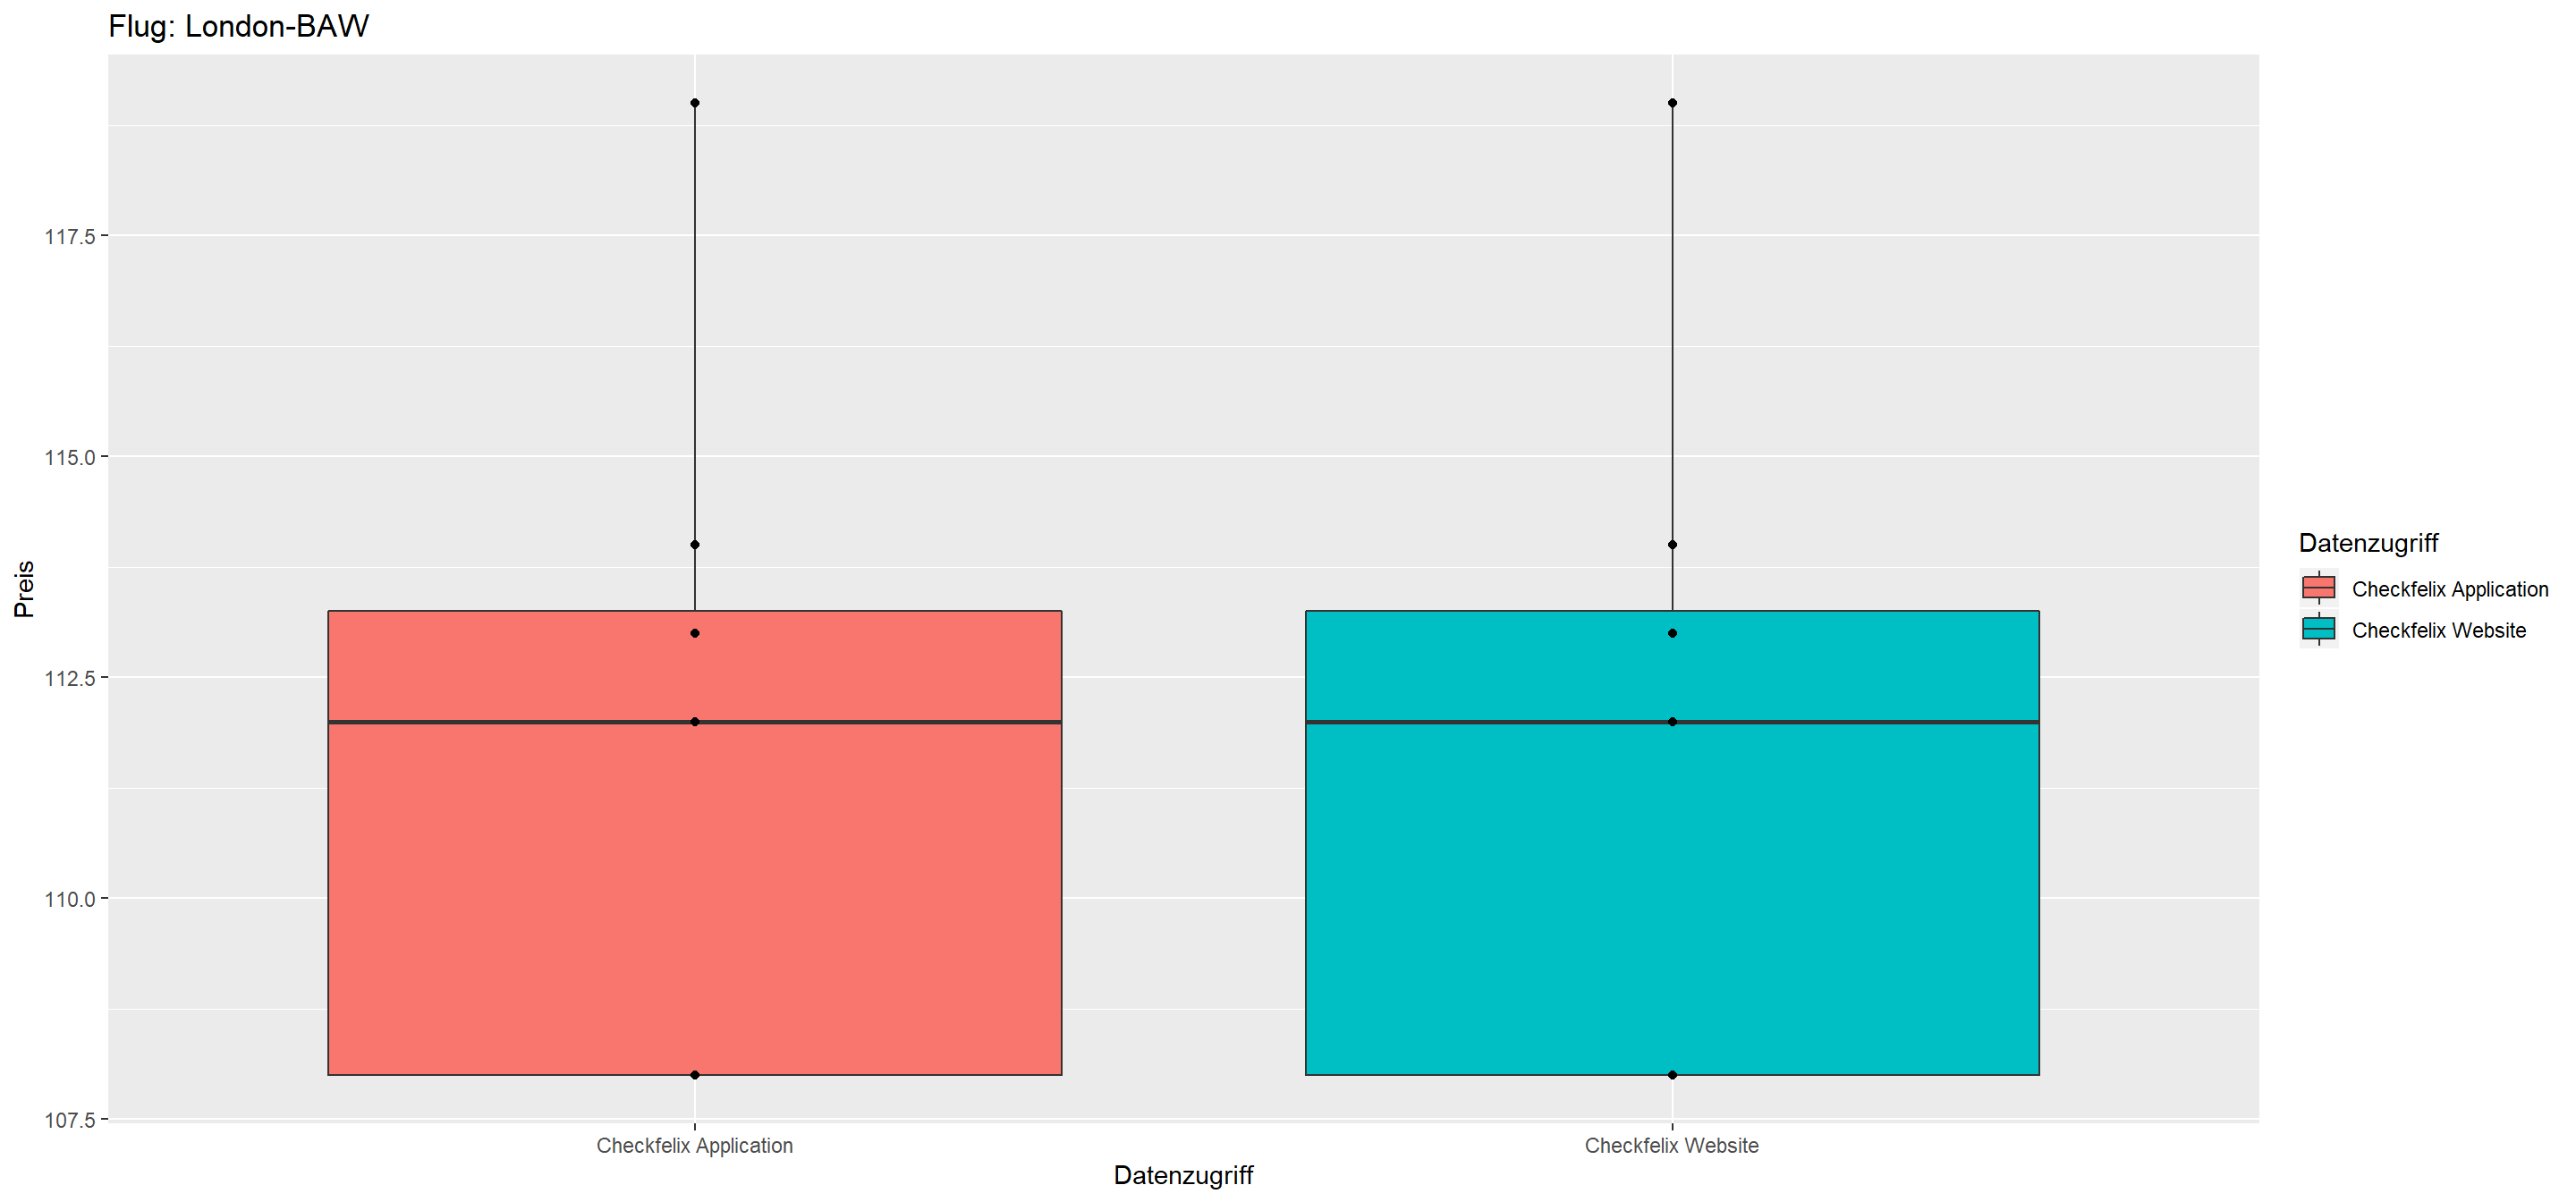 Flug: London-BAW
Preis
117.5
115.0
112.5
110.0
107.5
Checkfelix Application
Checkfelix Website
Datenzugriff
Datenzugriff
Checkfelix Application
Checkfelix Website